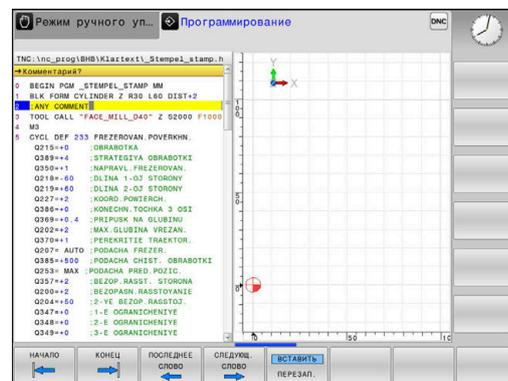 Режим ручного уп...
Программирование
DNC
TNC:\nc_prog\BHB\Klartext\_Stempel_stamp.h
Комментарий?
0 BEGIN PGM _STEMPEL_STAMP MM
1 BLK FORM CYLINDER Z R30 L60 DIST+2
2 ;ANY COMMENT
3 TOOL CALL "FACE_MILL_D40" Z S2000 F1000
4 M3
5 CYCL DEF 233 FREZEROVAN.POVERKHN.
Q215=+0 ;OBRABOTKA
Q389=+4 ;STRATEGIYA OBRABOTKI
Q350=+1 ;NAPRAVL.FREZEROVAN.
Q218=-60 ;DLINA 1-OJ STORONY
Q219=+60 ;DLINA 2-OJ STORONY
Q227=+2 ;KOORD.POWIERCH.
Q386=+0 ;KONECHN.TOCHKA 3 OSI
Q369=+0.4 ;PRIPUSK NA GLUBINU
Q202=+2 ;MAX.GLUBINA VREZAN.
Q370=+1 ;PEREKRITIE TRAEKTOR.
Q207= AUTO ;PODACHA FREZER.
Q385=+500 ;PODACHA CHIST. OBRABOTKI
Q253= MAX ;PODACHA PRED.POZIC.
Q357=+2 ;BEZOP.RASST. STORONA
Q200=+2 ;BEZOPASN.RASSTOYANIE
Q204=+50 ;2-YE BEZOP.RASSTOJ.
Q347=+0 ;1-E OGRANICHENIYE
Q348=+0 ;2-E OGRANICHENIYE
Q349=+0 ;3-E OGRANICHENIYE
Y
X
100
50
0
0
50
НАЧАЛО
КОНЕЦ
ПОСЛЕДНЕЕ СЛОВО
СЛЕДУЮЩ. СЛОВО
ВСТАВИТЬ
ПЕРЕЗАП.